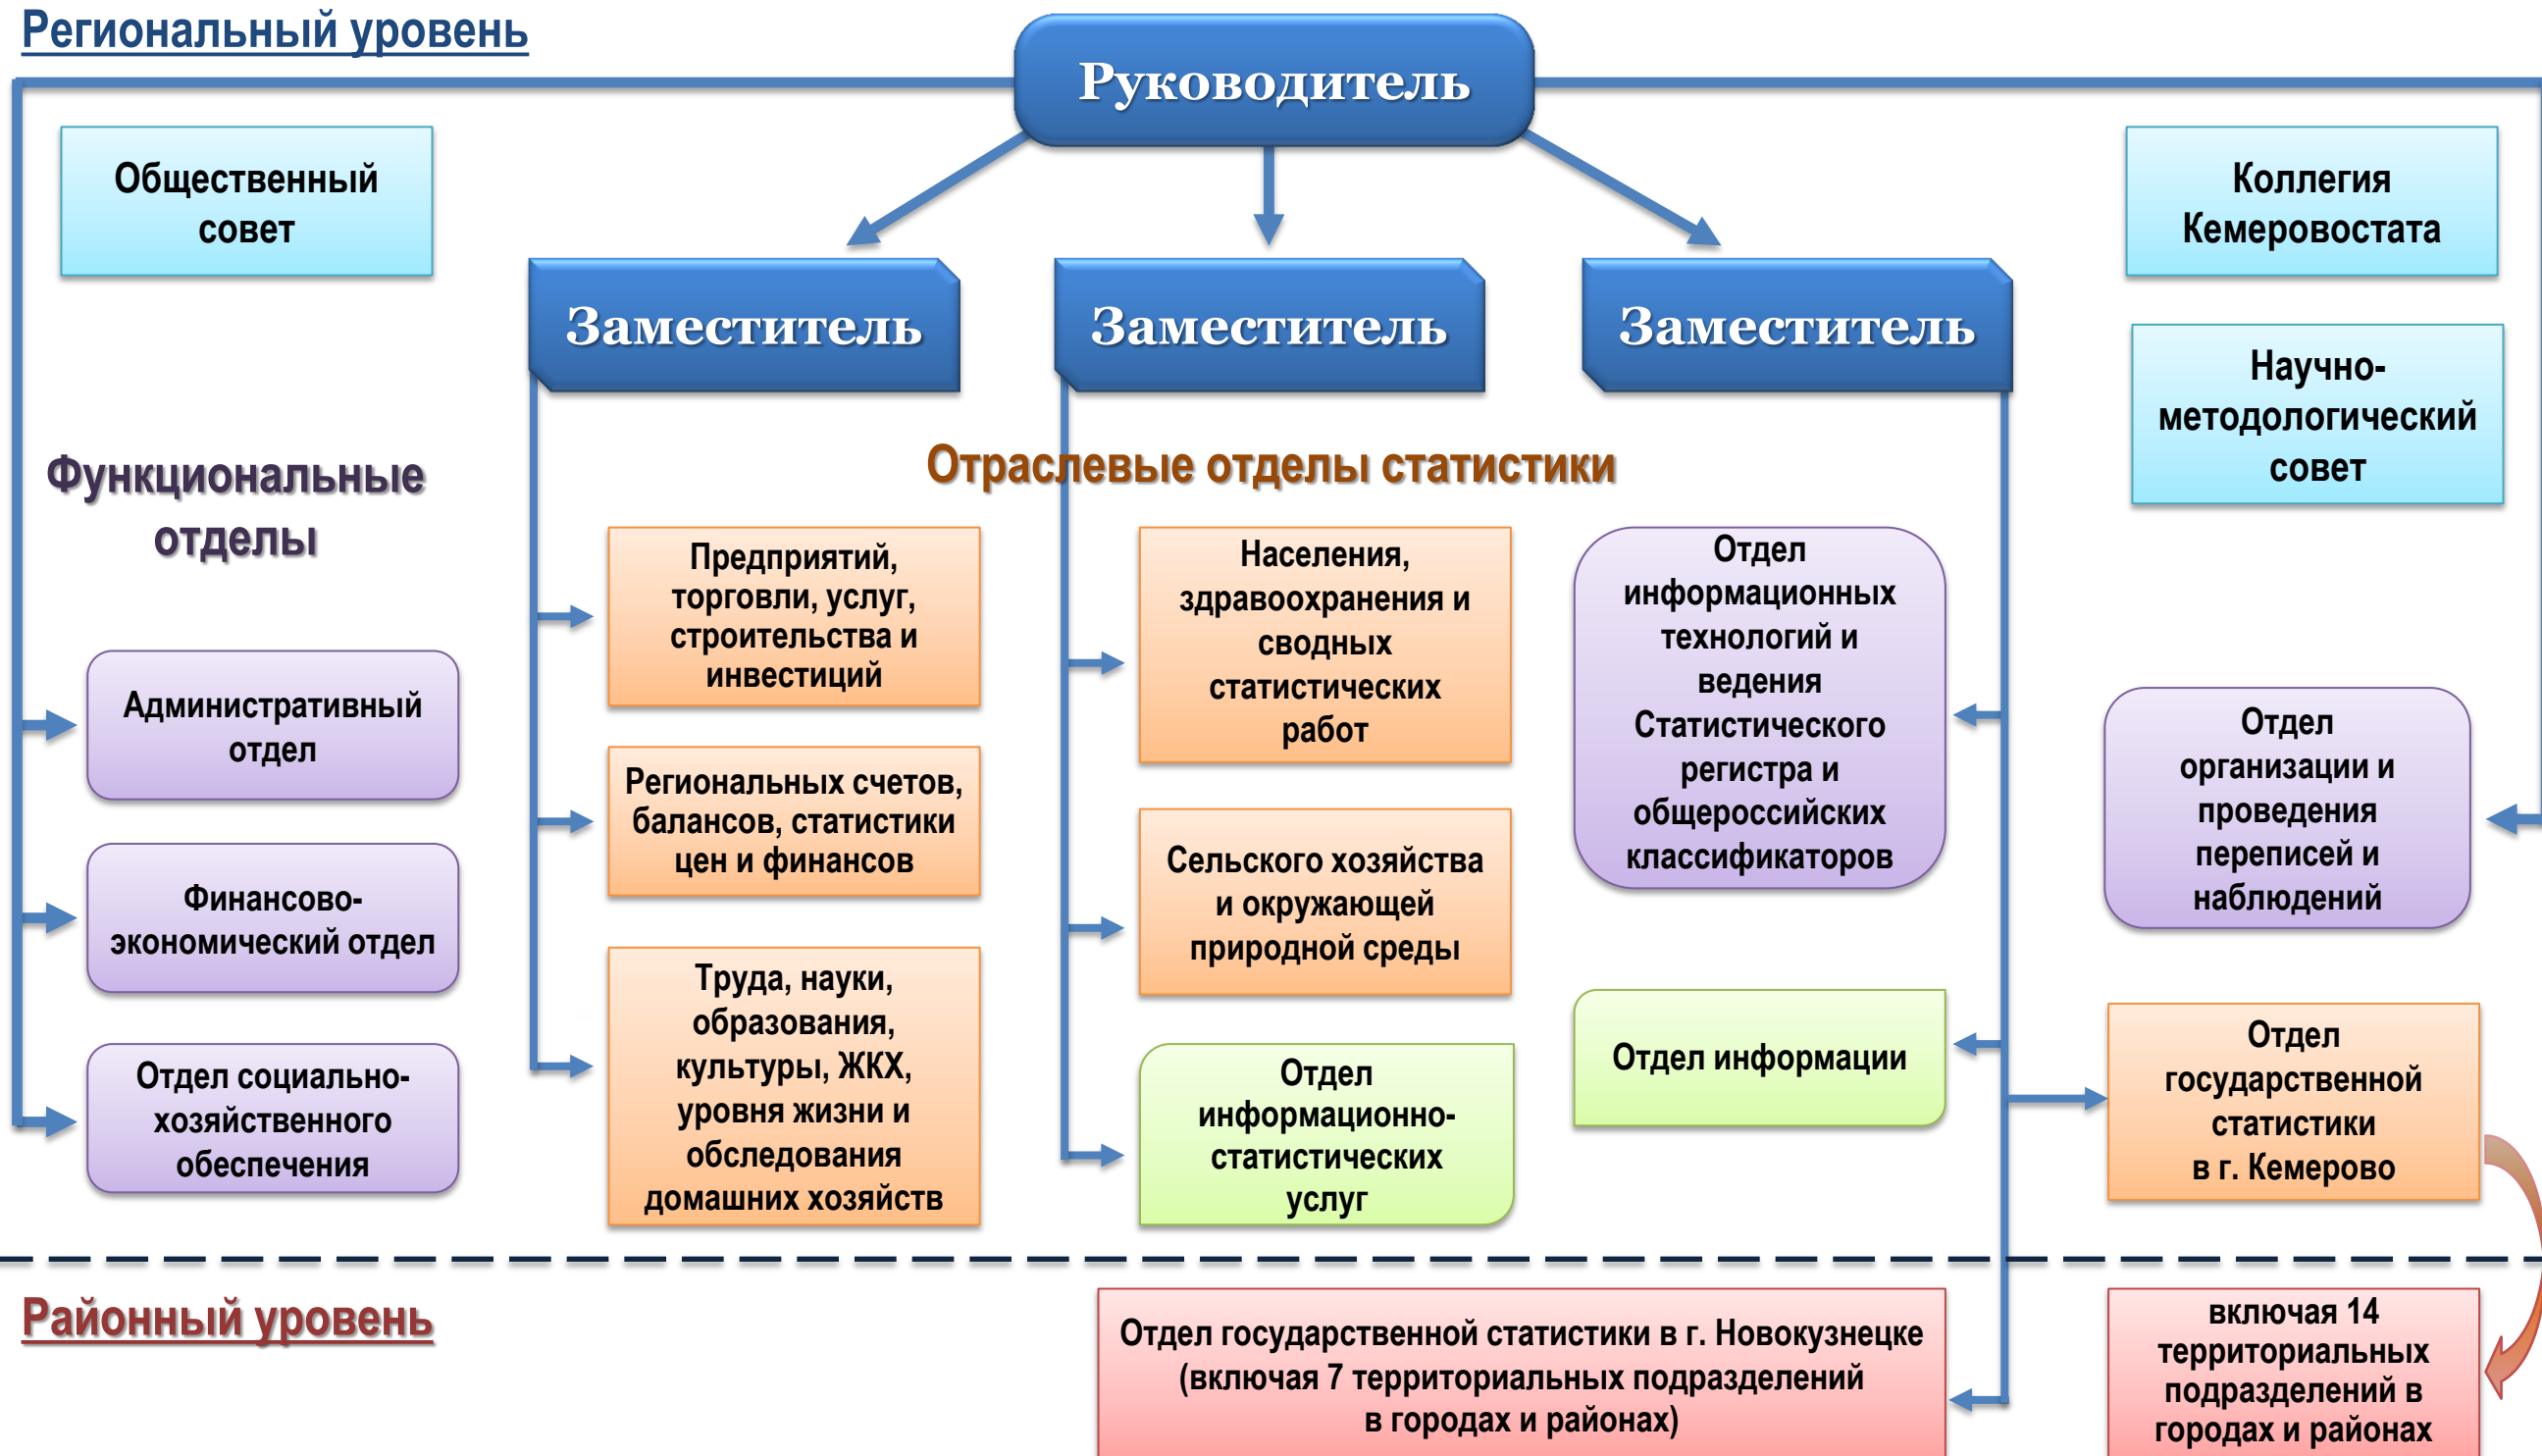 Региональный уровень
Руководитель
Общественный
совет
Коллегия
Кемеровостата
Заместитель
Заместитель
Заместитель
Научно-
методологический
совет
Функциональные
отделы
Отраслевые отделы статистики
Административный
отдел
Финансово-
экономический отдел
Отдел социально-
хозяйственного
обеспечения
Предприятий,
торговли, услуг,
строительства и
инвестиций
Региональных счетов,
балансов, статистики
цен и финансов
Труда, науки,
образования,
культуры, ЖКХ,
уровня жизни и
обследования
домашних хозяйств
Населения,
здравоохранения и
сводных
статистических
работ
Сельского хозяйства
и окружающей
природной среды
Отдел
информационно-
статистических
услуг
Отдел
информационных
технологий и
ведения
Статистического
регистра и
общероссийских
классификаторов
Отдел информации
Отдел
организации и
проведения
переписей и
наблюдений
Отдел
государственной
статистики
в г. Кемерово
Районный уровень
Отдел государственной статистики в г. Новокузнецке
(включая 7 территориальных подразделений
в городах и районах)
включая 14
территориальных
подразделений в
городах и районах